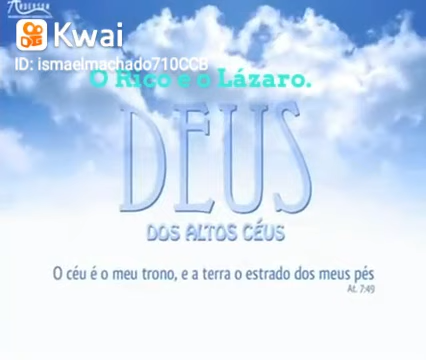 ANDERSON
Kwai
ID: ismaelmachado710CCB
O Rico e o Lázaro.
DEUS
DOS ALTOS CÉUS
O céu é o meu trono, e a terra o estrado dos meus pés
At. 7:49